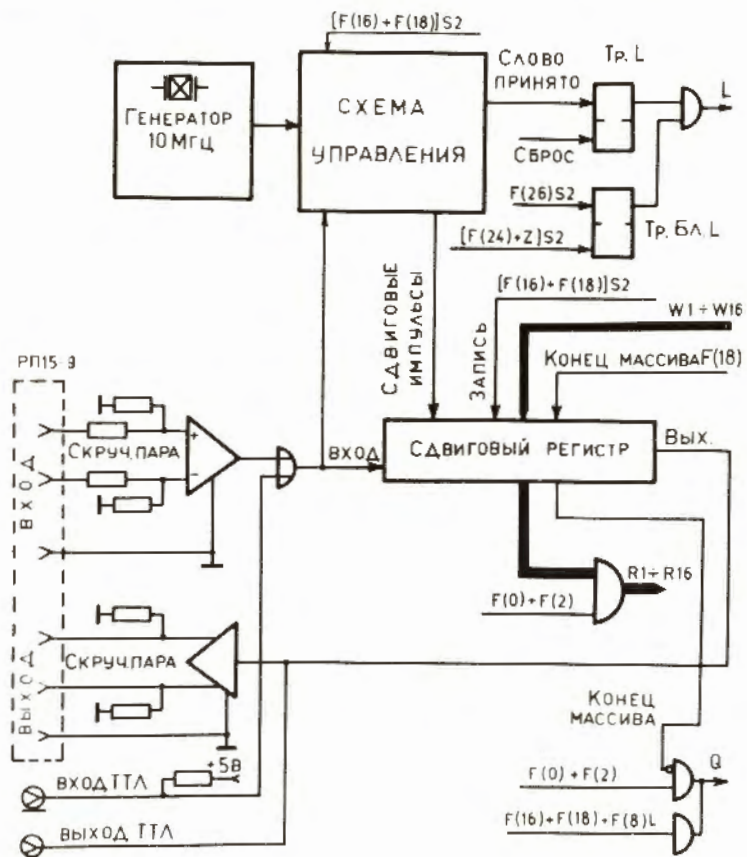 [F(16)+F(18)]S2
ГЕНЕРАТОР
10 МГЦ
СХЕМА
УПРАВЛЕНИЯ
СЛОВО
ПРИНЯТО
ТР. L
L
СБРОС
F(26)S2
[F(24)+Z]S2
ТР. БЛ. L
СДВИГОВЫЕ
ИМПУЛЬСЫ
ЗАПИСЬ
[F(16)+F(18)]S2
W1÷W16
КОНЕЦ МАССИВА F(18)
РП15-9
ВХОД
СКРУЧ. ПАРА
+
−
ВХОД
СДВИГОВЫЙ РЕГИСТР
ВЫХ.
F(0)+F(2)
R1÷R16
ВЫХОД
СКРУЧ. ПАРА
КОНЕЦ
МАССИВА
+5В
ВХОД ТТЛ
ВЫХОД ТТЛ
F(0)+F(2)
Q
F(16)+F(18)+F(8)L